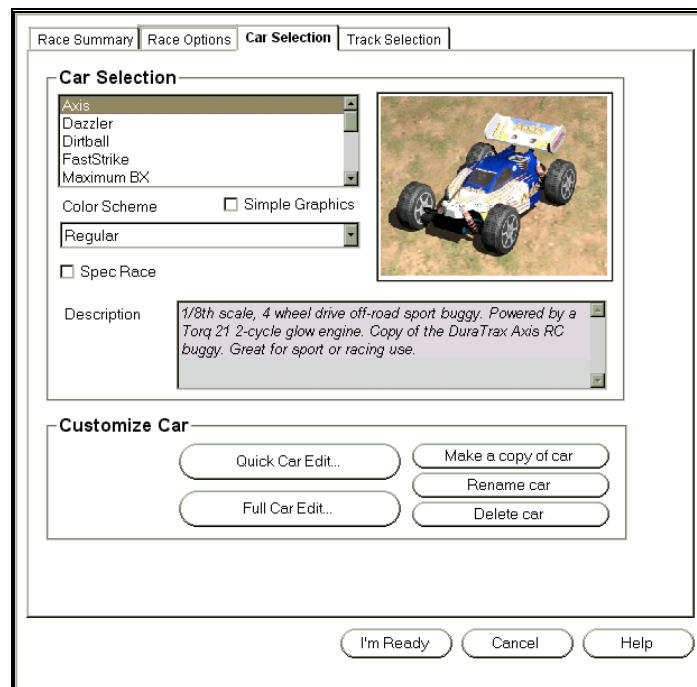 Race Summary
Race Options
Car Selection
Track Selection
Car Selection
Axis
Dazzler
Dirtball
FastStrike
Maximum BX
Color Scheme
Simple Graphics
Regular
Spec Race
Description
1/8th scale, 4 wheel drive off-road sport buggy. Powered by a
Torq 21 2-cycle glow engine. Copy of the DuraTrax Axis RC
buggy. Great for sport or racing use.
Customize Car
Quick Car Edit...
Make a copy of car
Rename car
Full Car Edit...
Delete car
I'm Ready
Cancel
Help